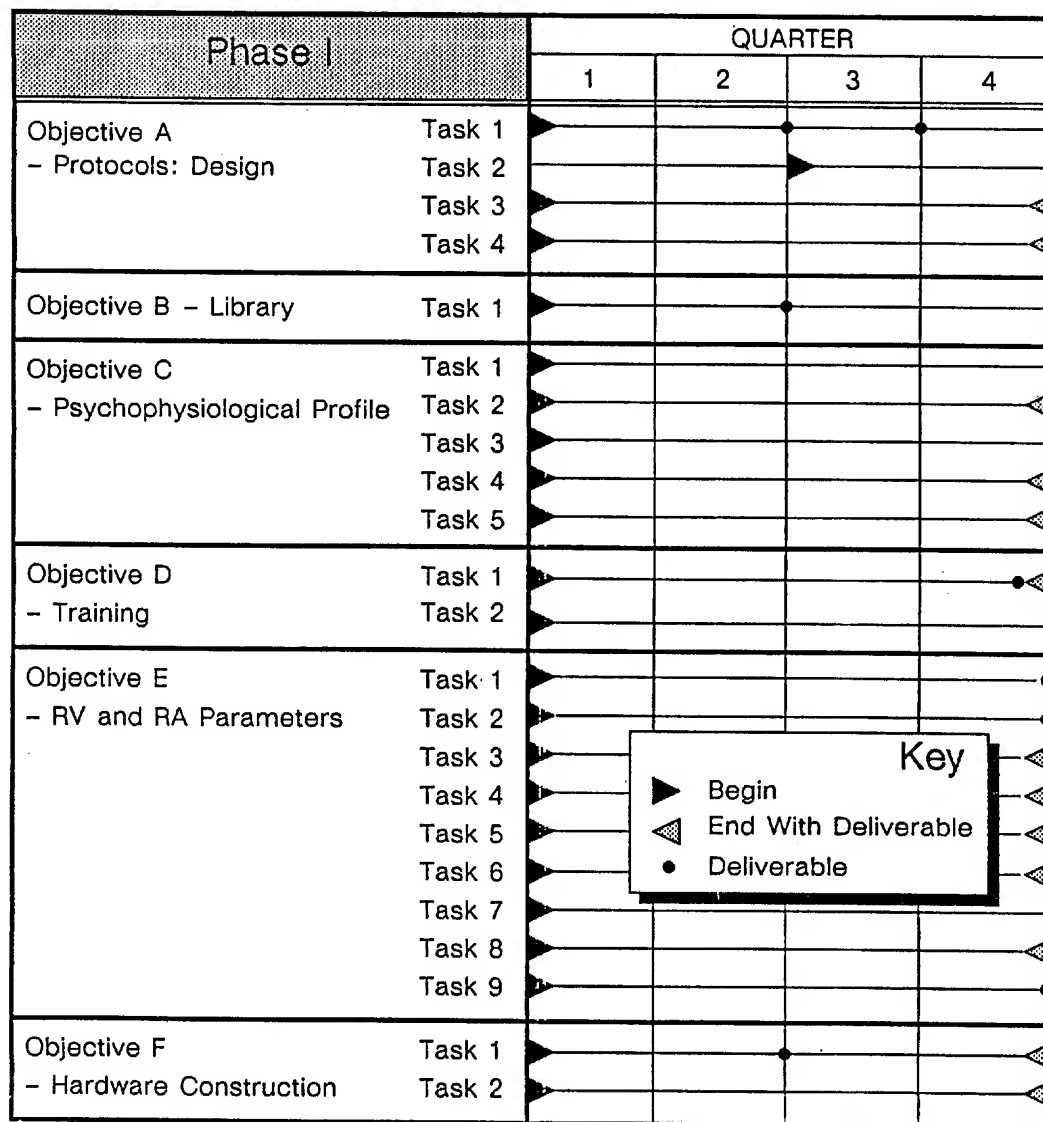 Phase I
QUARTER
1 2 3 4
Objective A Task 1
– Protocols: Design Task 2
Task 3
Task 4
Objective B – Library Task 1
Objective C Task 1
– Psychophysiological Profile Task 2
Task 3
Task 4
Task 5
Objective D Task 1
– Training Task 2
Objective E Task 1
– RV and RA Parameters Task 2
Task 3
Task 4
Task 5
Task 6
Task 7
Task 8
Task 9
Key
Begin
End With Deliverable
Deliverable
Objective F Task 1
– Hardware Construction Task 2